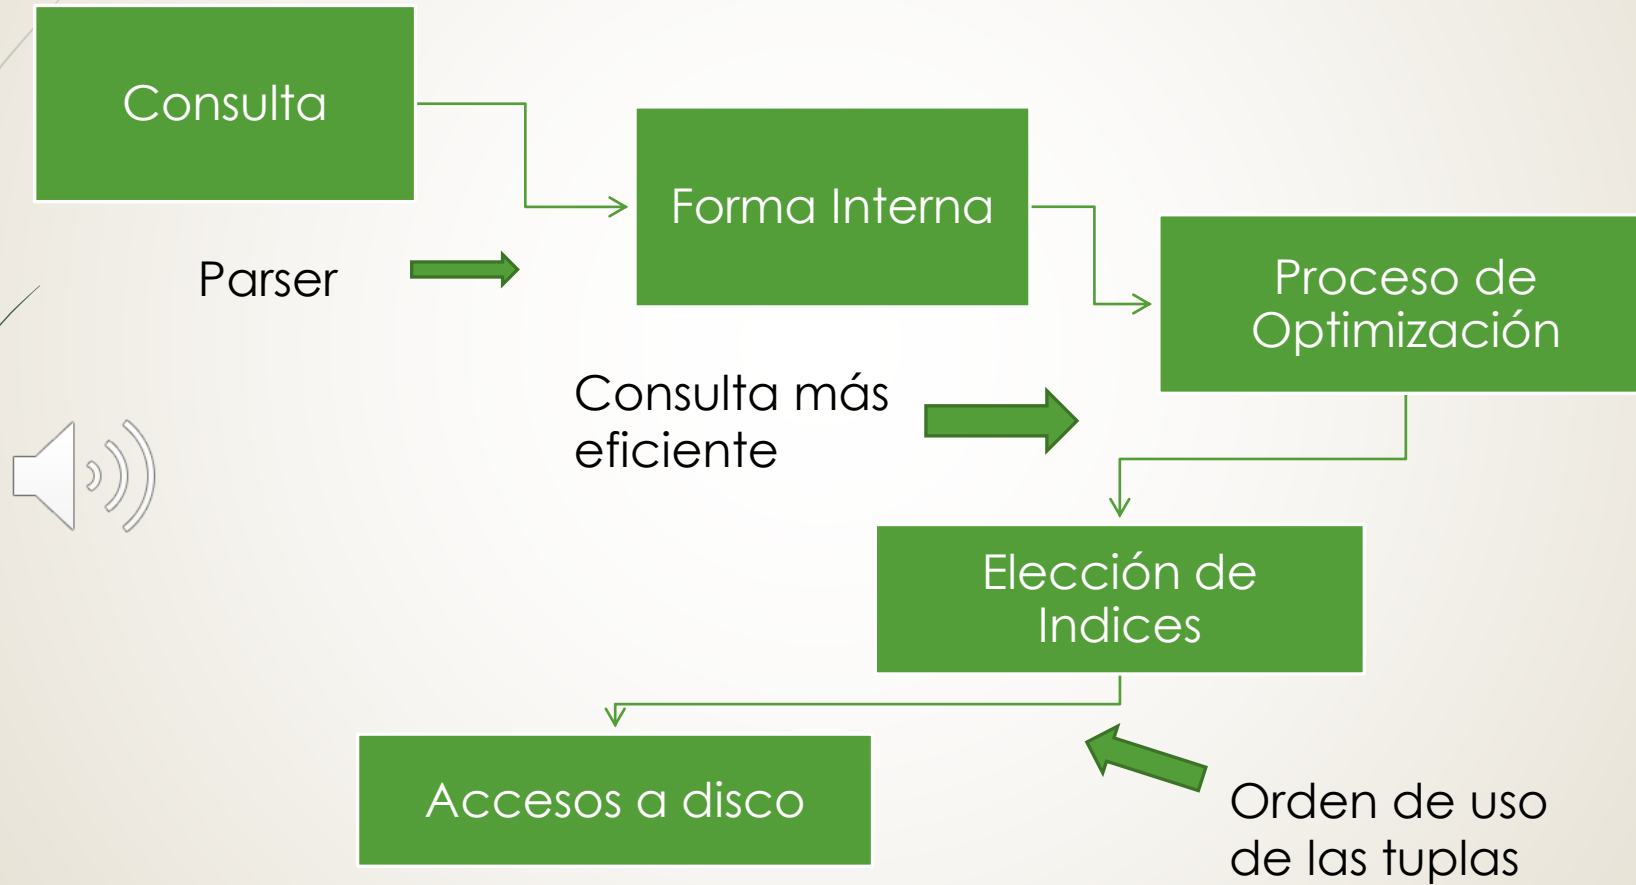 Consulta
Forma Interna
Parser
Proceso de
Optimización
Consulta más
eficiente
Elección de
Indices
Accesos a disco
Orden de uso
de las tuplas